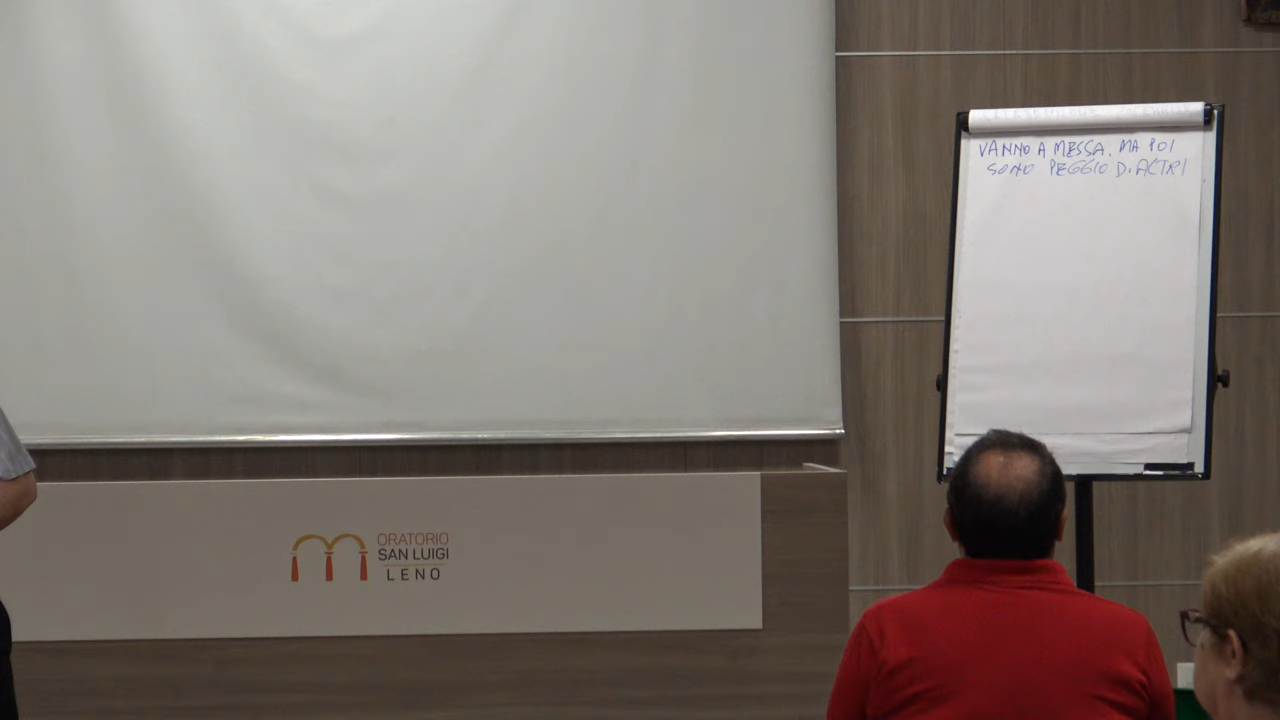 VANNO A MESSA, MA POI
SONO PEGGIO D. ALTRI
ORATORIO
SAN LUIGI
LENO